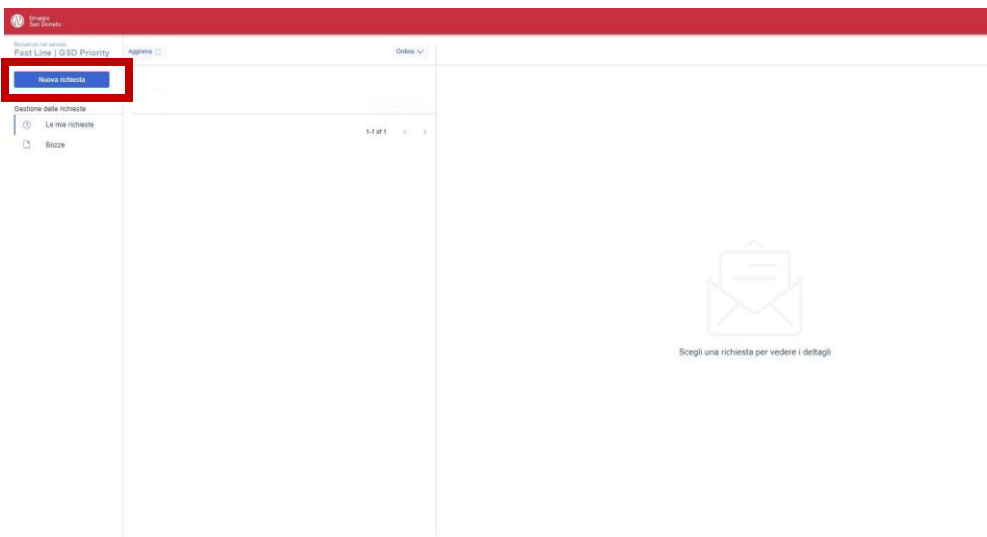 Gruppo
San Donato
Benvenuto nel servizio
Fast Line | GSD Priority
Aggiorna
Ordina
Nuova richiesta
Gestione delle richieste
Le mie richieste
Bozze
1-1 of 1
Scegli una richiesta per vedere i dettagli